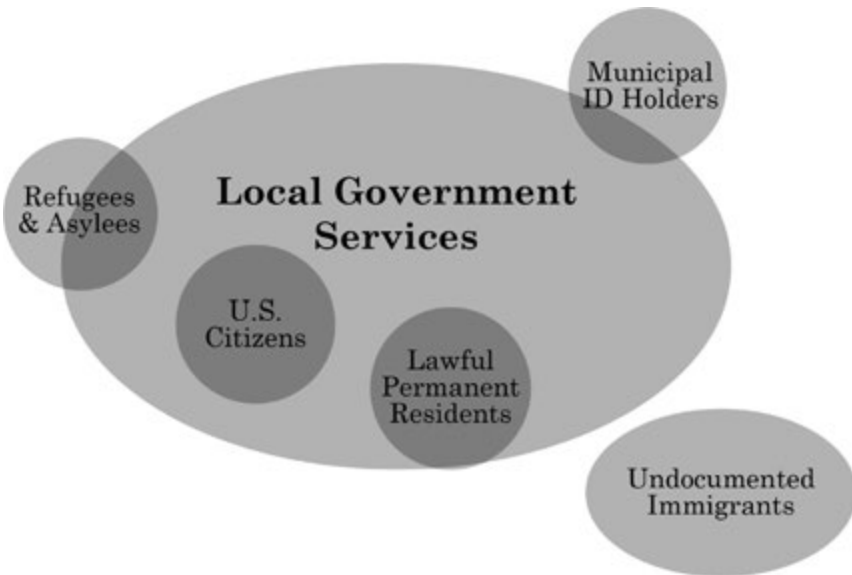 Municipal
ID Holders
Refugees
& Asylees
Local Government
Services
U.S.
Citizens
Lawful
Permanent
Residents
Undocumented
Immigrants